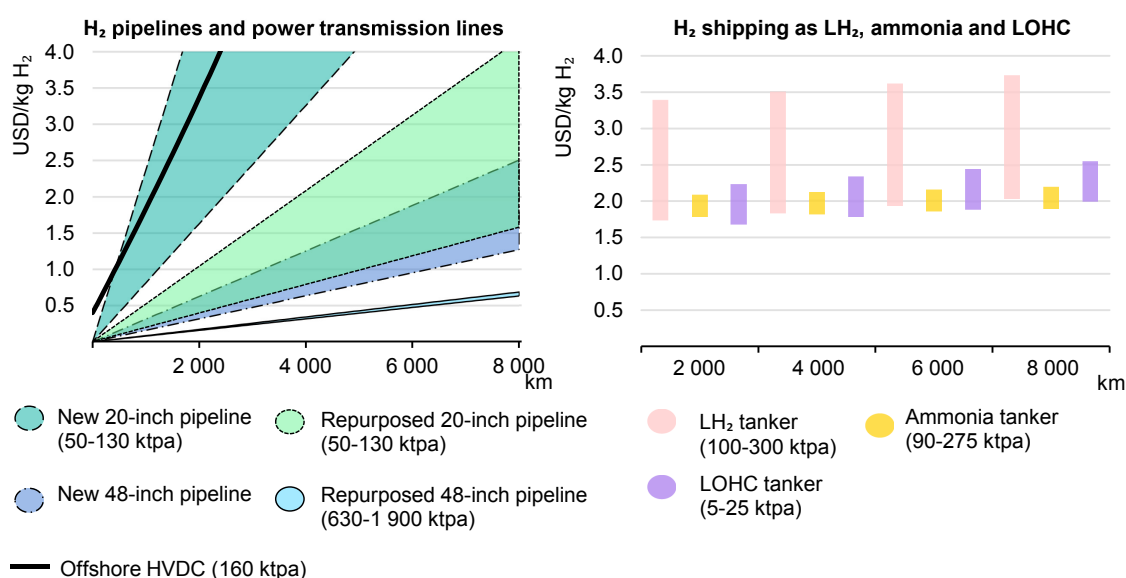 H₂ pipelines and power transmission lines
USD/kg H₂
4.0
3.5
3.0
2.5
2.0
1.5
1.0
0.5
2 000
4 000
6 000
8 000
km
H₂ shipping as LH₂, ammonia and LOHC
USD/kg H₂
4.0
3.5
3.0
2.5
2.0
1.5
1.0
0.5
2 000
4 000
6 000
8 000
km
New 20-inch pipeline
(50-130 ktpa)
Repurposed 20-inch pipeline
(50-130 ktpa)
New 48-inch pipeline
Repurposed 48-inch pipeline
(630-1 900 ktpa)
Offshore HVDC (160 ktpa)
LH₂ tanker
(100-300 ktpa)
Ammonia tanker
(90-275 ktpa)
LOHC tanker
(5-25 ktpa)